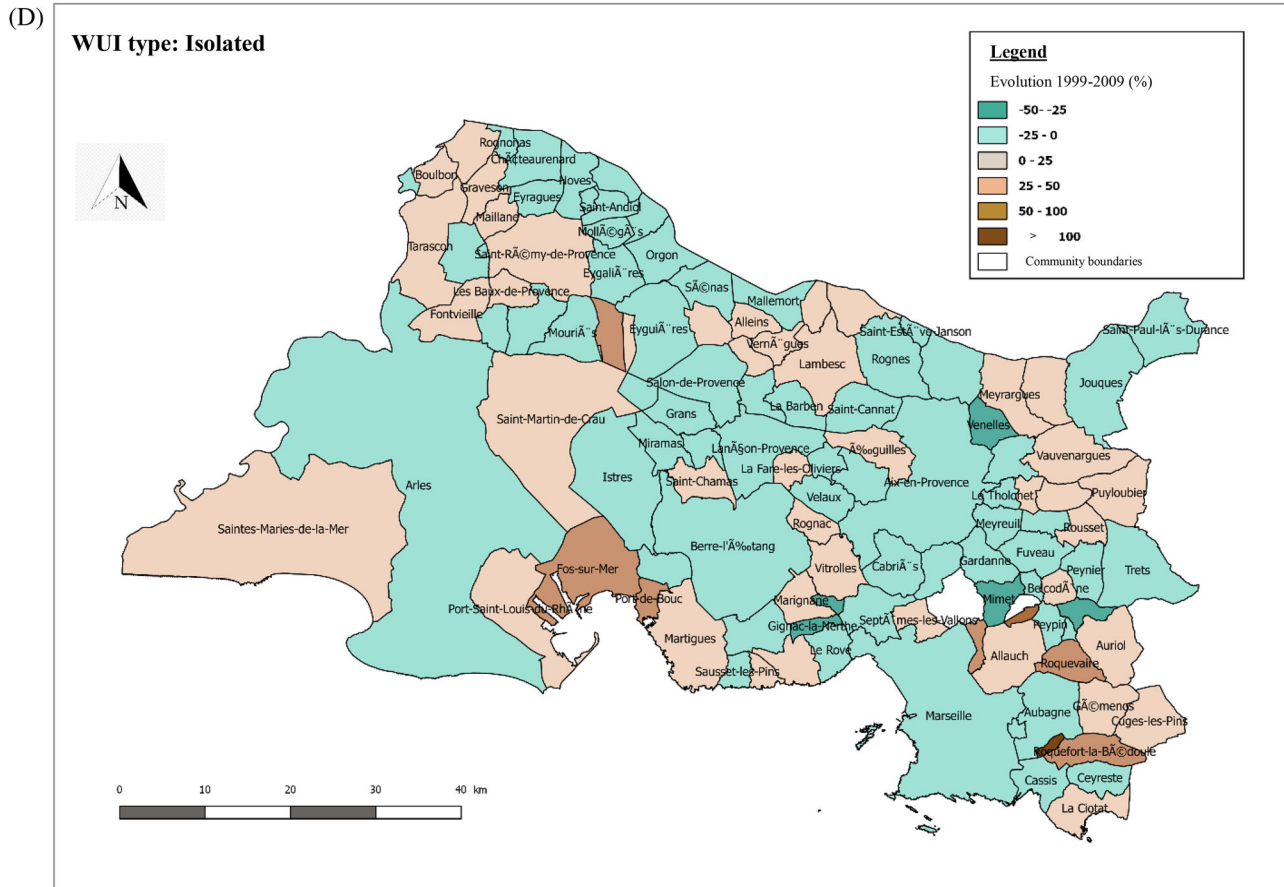 (D)
WUI type: Isolated
Legend
Evolution 1999-2009 (%)
-50- -25
-25 - 0
0 - 25
25 - 50
50 - 100
> 100
Community boundaries
N
Rognonas
ChÃcteaurenard
Boulbon
Noves
Graveson
Eyragues
Saint-Andiol
Maillane
MollÃ©gÃ¨s
Tarascon
Saint-RÃ©my-de-Provence
Orgon
EygaliÃ¨res
SÃ©nas
Les Baux-de-Provence
Mallemort
Fontvieille
Alleins
MouriÃ¨s
EyguiÃ¨res
Saint-EstÃ¨ve-Janson
Saint-Paul-lÃ¨s-Durance
VernÃ¨gues
Lambesc
Rognes
Salon-de-Provence
Jouques
Meyrargues
La Barben
Saint-Cannat
Grans
Saint-Martin-de-Crau
Venelles
Miramas
LanÃ§on-Provence
Ã‰guilles
Vauvenargues
La Fare-les-Oliviers
Istres
Saint-Chamas
Arles
Aix-en-Provence
Velaux
Le Tholonet
Puyloubier
Saintes-Maries-de-la-Mer
Rognac
Meyreuil
Rousset
Berre-l'Ã‰tang
Fuveau
Gardanne
Fos-sur-Mer
Vitrolles
CabriÃ¨s
Peynier
Trets
BelcodÃ¨ne
Port-de-Bouc
Marignane
Mimet
Port-Saint-Louis-du-RhÃ´ne
Gignac-la-Nerthe
SeptÃ¨mes-les-Vallons
Peypin
Martigues
Auriol
Le Rove
Allauch
Roquevaire
Sausset-les-Pins
GÃ©menos
Marseille
Aubagne
Cuges-les-Pins
Roquefort-la-BÃ©doule
Cassis
Ceyreste
La Ciotat
0 10 20 30 40 km